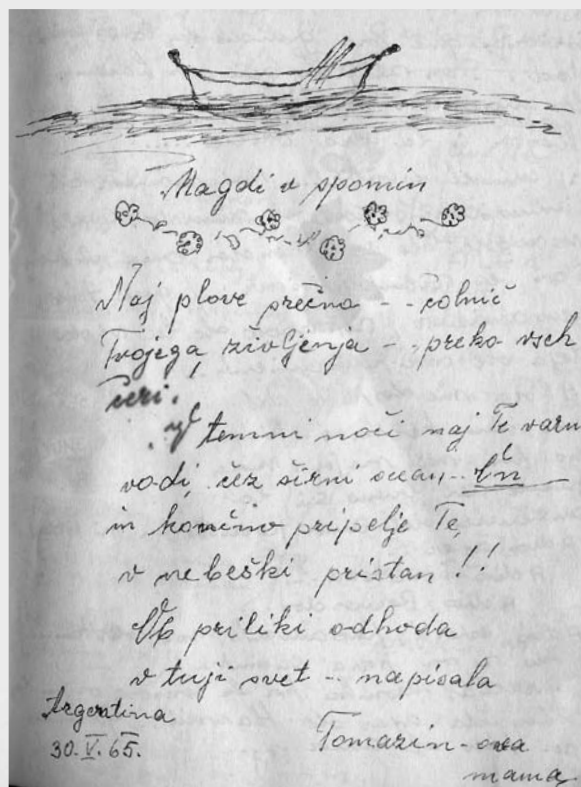 Magdi v spomin
Naj plove srečno -- čolnič
Tvojega življenja -- preko vseh
čeri.
V temni noči naj Te varno
vodi, čez širni ocean -- On
in končno pripelje Te,
v nebeški pristan!!
Ob priliki odhoda
v tuji svet -- napisala
Argentina
30. V. 65.
Tomazin-ova
mama,